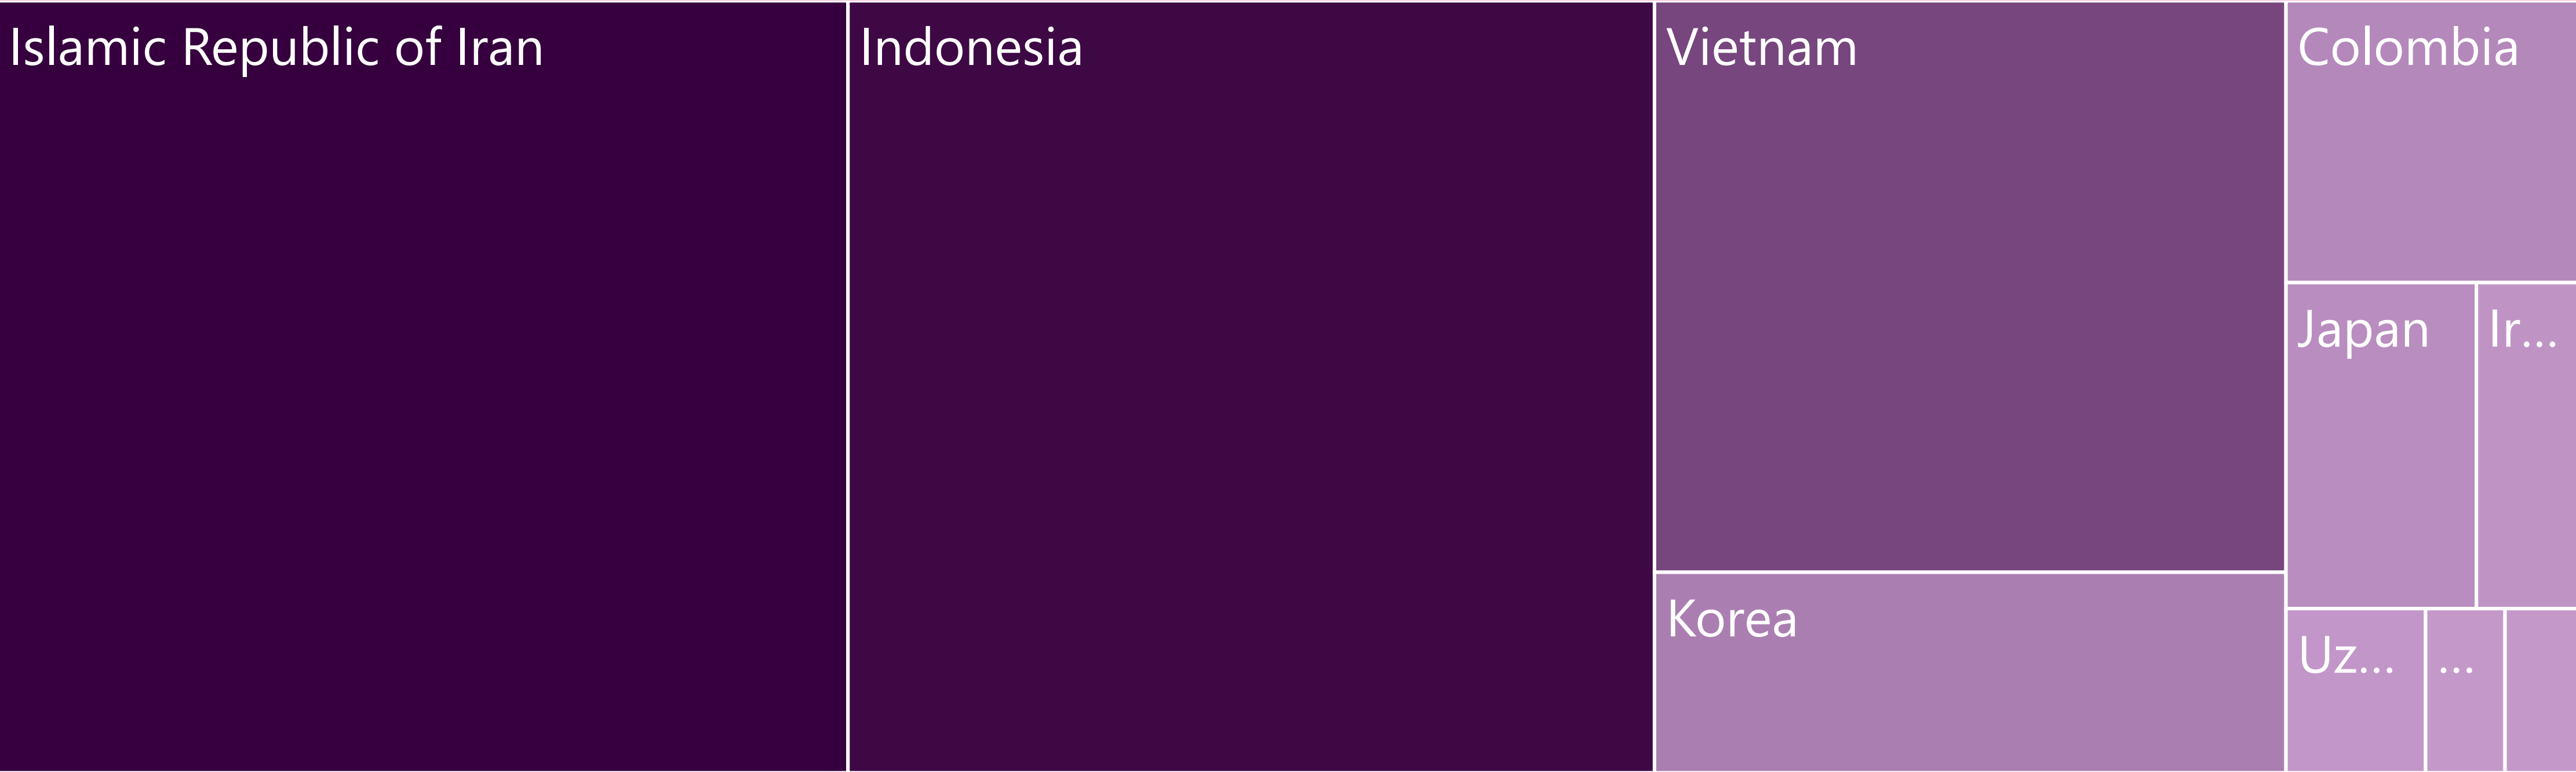 Islamic Republic of Iran
Indonesia
Vietnam
Korea
Colombia
Japan
Ir...
Uz...
...